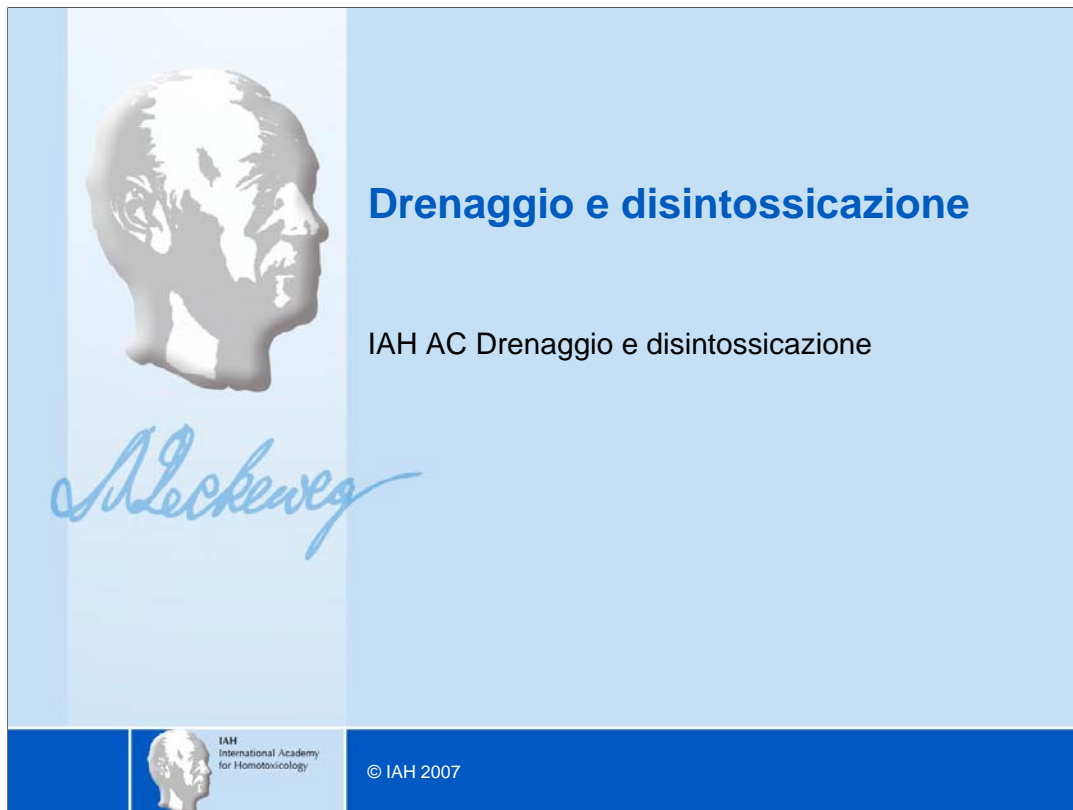 Drenaggio e disintossicazione
IAH AC Drenaggio e disintossicazione
IAH
International Academy
for Homotoxicology
© IAH 2007